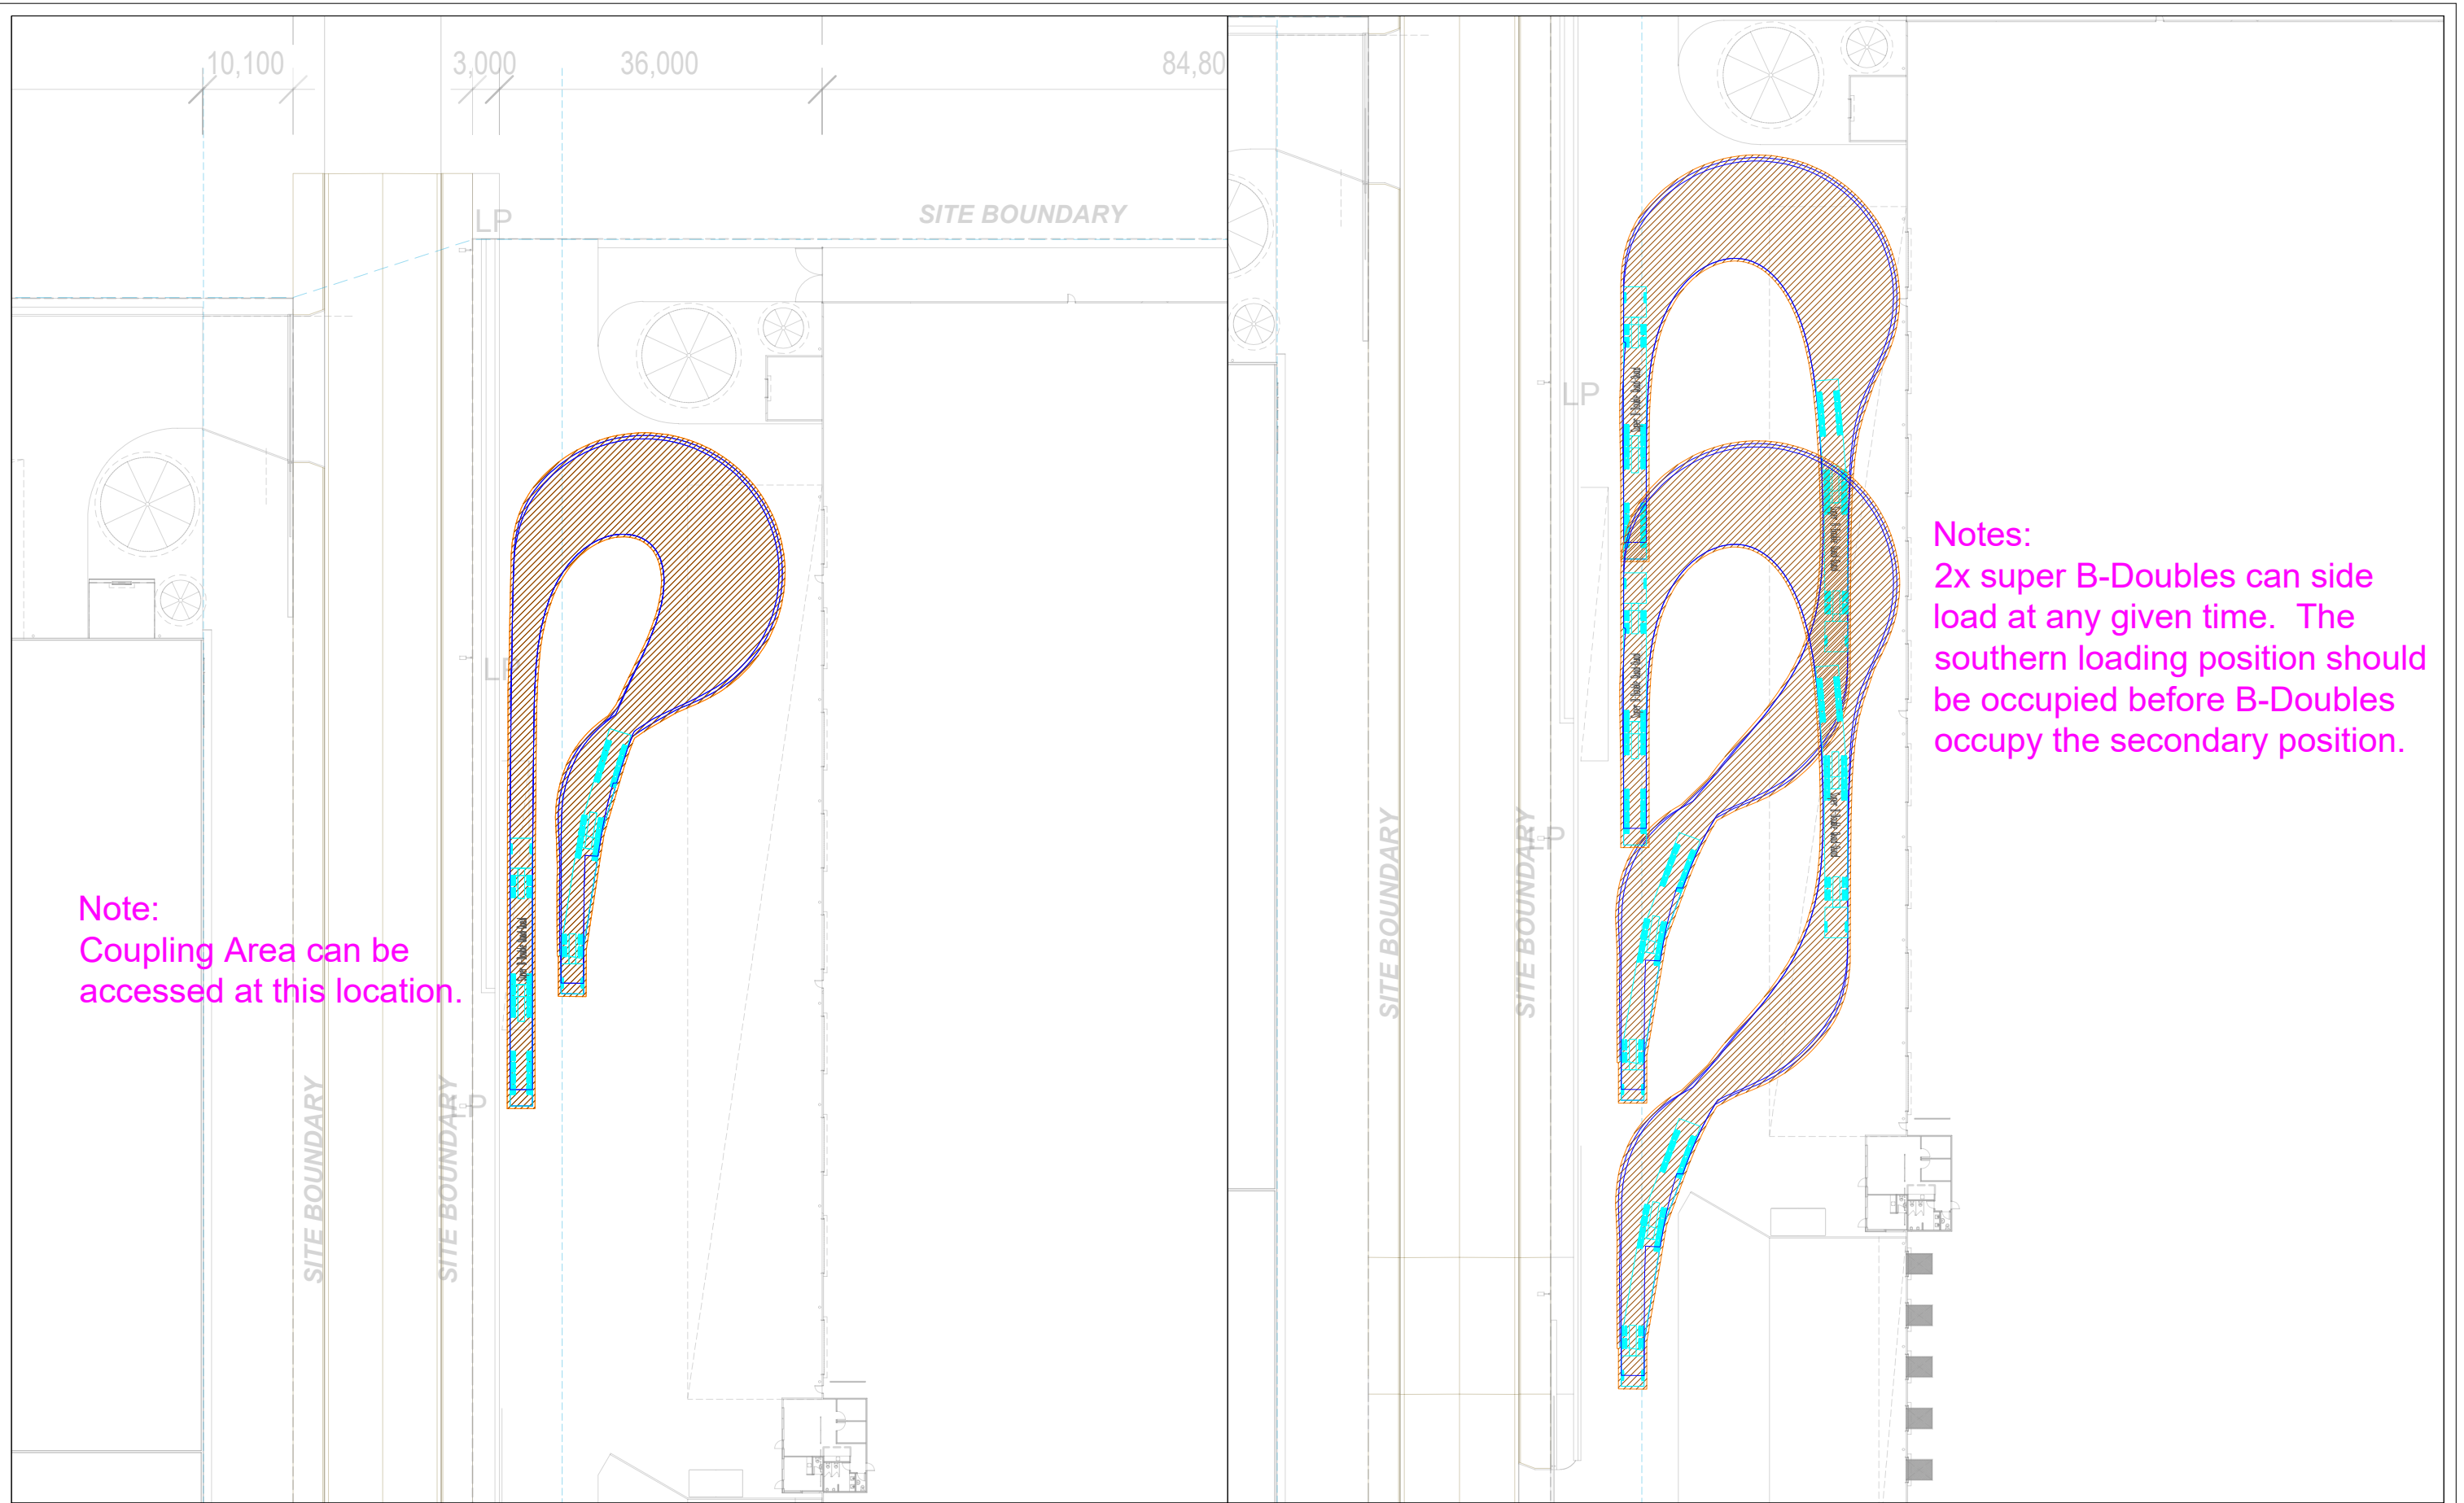 10,100
3,000
36,000
84,80
SITE BOUNDARY
LP
LP
LP
SITE BOUNDARY
SITE BOUNDARY
Note:
Coupling Area can be
accessed at this location.
LP
LP
SITE BOUNDARY
SITE BOUNDARY
Notes:
2x super B-Doubles can side
load at any given time. The
southern loading position should
be occupied before B-Doubles
occupy the secondary position.